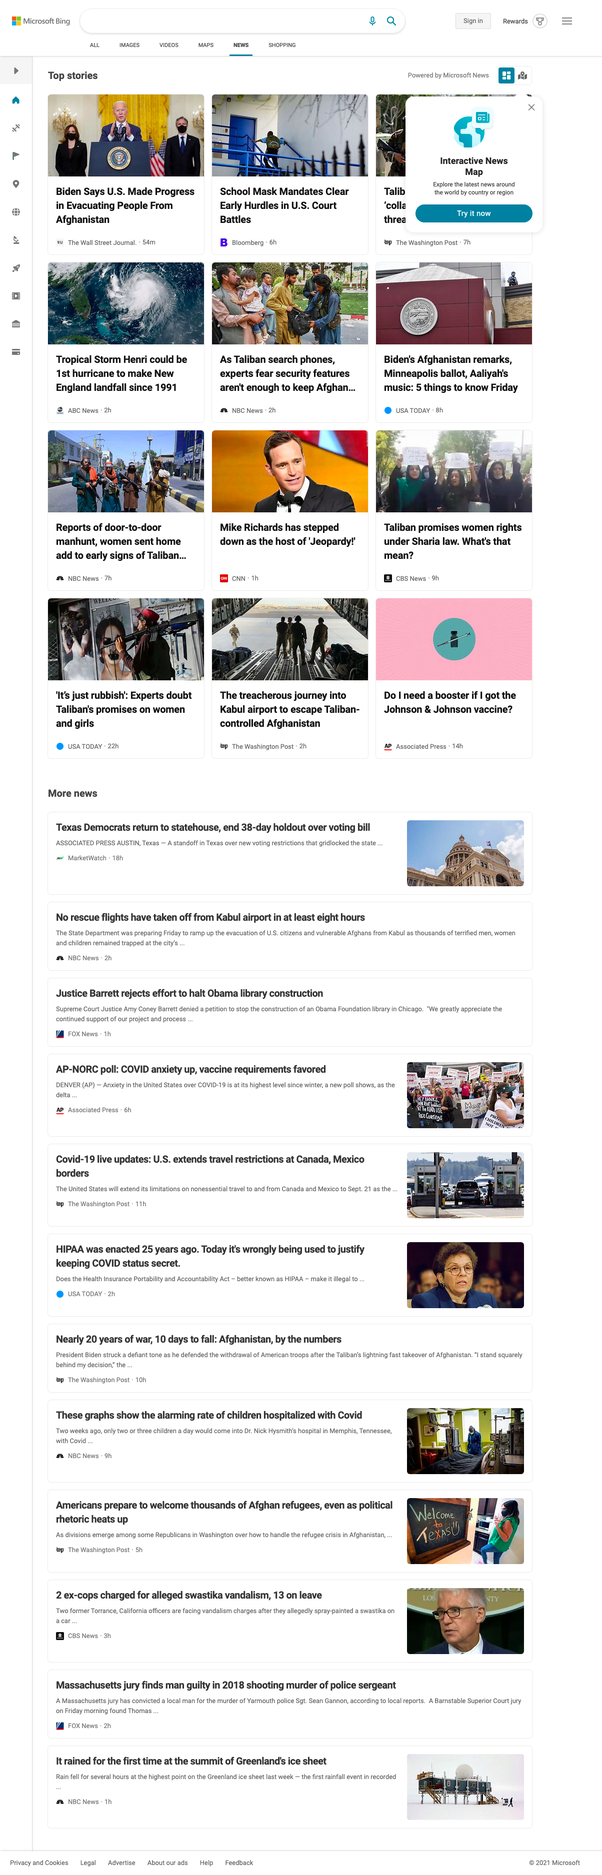 Microsoft Bing
Sign in
Rewards
ALL
IMAGES
VIDEOS
MAPS
NEWS
SHOPPING
Top stories
Powered by Microsoft News
Interactive News
Map
Explore the latest news around
the world by country or region
Try it now
Biden Says U.S. Made Progress
in Evacuating People From
Afghanistan
The Wall Street Journal. · 54m
School Mask Mandates Clear
Early Hurdles in U.S. Court
Battles
Bloomberg · 6h
Talib
'colla
threa
The Washington Post · 7h
Tropical Storm Henri could be
1st hurricane to make New
England landfall since 1991
ABC News · 2h
As Taliban search phones,
experts fear security features
aren't enough to keep Afghan...
NBC News · 2h
Biden's Afghanistan remarks,
Minneapolis ballot, Aaliyah's
music: 5 things to know Friday
USA TODAY · 8h
Reports of door-to-door
manhunt, women sent home
add to early signs of Taliban...
NBC News · 7h
Mike Richards has stepped
down as the host of 'Jeopardy!'
CNN · 1h
Taliban promises women rights
under Sharia law. What's that
mean?
CBS News · 9h
'It's just rubbish': Experts doubt
Taliban's promises on women
and girls
USA TODAY · 22h
The treacherous journey into
Kabul airport to escape Taliban-
controlled Afghanistan
The Washington Post · 2h
Do I need a booster if I got the
Johnson & Johnson vaccine?
Associated Press · 14h
More news
Texas Democrats return to statehouse, end 38-day holdout over voting bill
ASSOCIATED PRESS AUSTIN, Texas — A standoff in Texas over new voting restrictions that gridlocked the state ...
MarketWatch · 18h
No rescue flights have taken off from Kabul airport in at least eight hours
The State Department was preparing Friday to ramp up the evacuation of U.S. citizens and vulnerable Afghans from Kabul as thousands of terrified men, women
and children remained trapped at the city's ...
NBC News · 2h
Justice Barrett rejects effort to halt Obama library construction
Supreme Court Justice Amy Coney Barrett denied a petition to stop the construction of an Obama Foundation library in Chicago. "We greatly appreciate the
continued support of our project and process ...
FOX News · 1h
AP-NORC poll: COVID anxiety up, vaccine requirements favored
DENVER (AP) — Anxiety in the United States over COVID-19 is at its highest level since winter, a new poll shows, as the
delta ...
Associated Press · 6h
Covid-19 live updates: U.S. extends travel restrictions at Canada, Mexico
borders
The United States will extend its limitations on nonessential travel to and from Canada and Mexico to Sept. 21 as the ...
The Washington Post · 11h
HIPAA was enacted 25 years ago. Today it's wrongly being used to justify
keeping COVID status secret.
Does the Health Insurance Portability and Accountability Act – better known as HIPAA – make it illegal to ...
USA TODAY · 2h
Nearly 20 years of war, 10 days to fall: Afghanistan, by the numbers
President Biden struck a defiant tone as he defended the withdrawal of American troops after the Taliban's lightning fast takeover of Afghanistan. "I stand squarely
behind my decision," the ...
The Washington Post · 10h
These graphs show the alarming rate of children hospitalized with Covid
Two weeks ago, only two or three children a day would come into Dr. Nick Hysmith's hospital in Memphis, Tennessee,
with Covid ...
NBC News · 9h
Americans prepare to welcome thousands of Afghan refugees, even as political
rhetoric heats up
As divisions emerge among some Republicans in Washington over how to handle the refugee crisis in Afghanistan, ...
The Washington Post · 5h
Welcome
to
TEXAS
2 ex-cops charged for alleged swastika vandalism, 13 on leave
Two former Torrance, California officers are facing vandalism charges after they allegedly spray-painted a swastika on
a car ...
CBS News · 3h
Massachusetts jury finds man guilty in 2018 shooting murder of police sergeant
A Massachusetts jury has convicted a local man for the murder of Yarmouth police Sgt. Sean Gannon, according to local reports. A Barnstable Superior Court jury
on Friday morning found Thomas ...
FOX News · 2h
It rained for the first time at the summit of Greenland's ice sheet
Rain fell for several hours at the highest point on the Greenland ice sheet last week — the first rainfall event in recorded
...
NBC News · 1h
Privacy and Cookies
Legal
Advertise
About our ads
Help
Feedback
© 2021 Microsoft